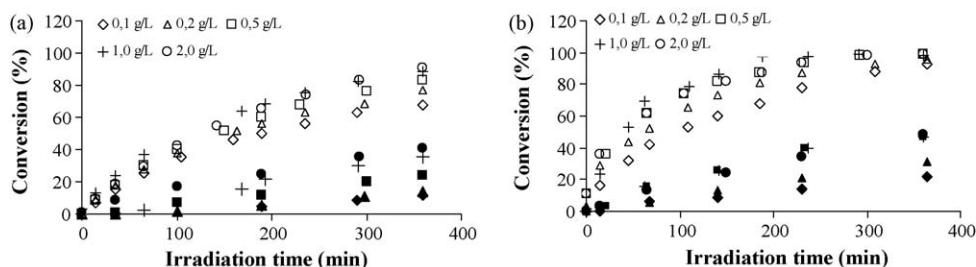 (a)
0,1 g/L 0,2 g/L 0,5 g/L
1,0 g/L 2,0 g/L
Conversion (%)
120
100
80
60
40
20
0
0 100 200 300 400
Irradiation time (min)
(b)
0,1 g/L 0,2 g/L 0,5 g/L
1,0 g/L 2,0 g/L
Conversion (%)
120
100
80
60
40
20
0
0 100 200 300 400
Irradiation time (min)